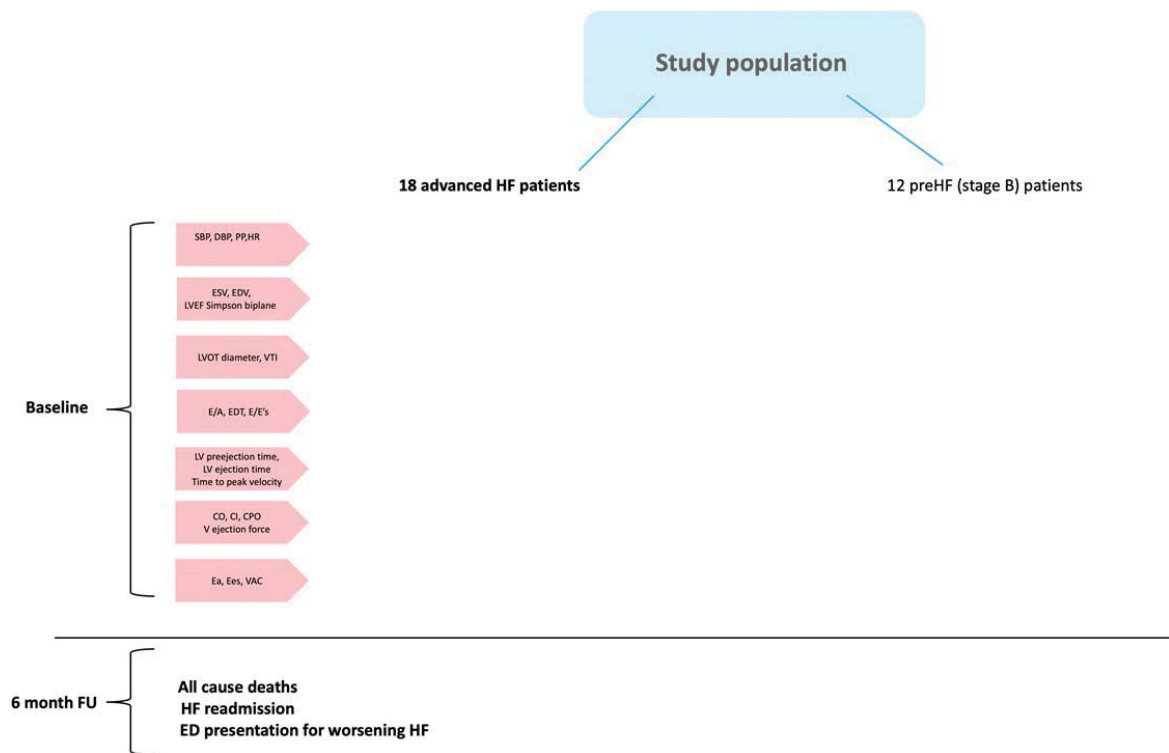 Study population
18 advanced HF patients
12 preHF (stage B) patients
Baseline
SBP, DBP, PP,HR
ESV, EDV,
LVEF Simpson biplane
LVOT diameter, VTI
E/A, EDT, E/E's
LV preejection time,
LV ejection time
Time to peak velocity
CO, CI, CPO
V ejection force
Ea, Ees, VAC
6 month FU
All cause deaths
HF readmission
ED presentation for worsening HF